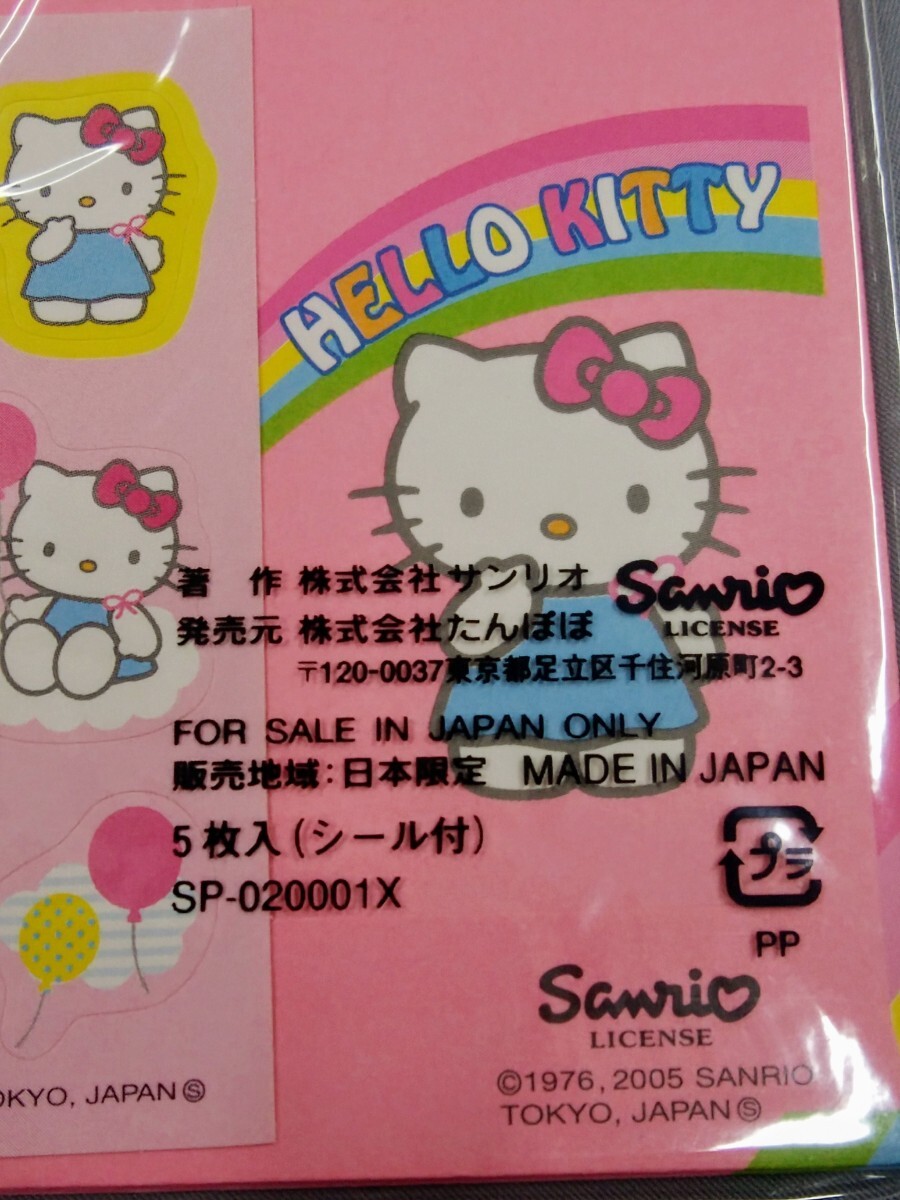 HELLO KITTY
著 作 株式会社サンリオ
Sanrio
LICENSE
発売元 株式会社たんぽぽ
〒120-0037東京都足立区千住河原町2-3
FOR SALE IN JAPAN ONLY
販売地域:日本限定 MADE IN JAPAN
5枚入(シール付)
SP-020001X
プラ
PP
Sanrio
LICENSE
©1976, 2005 SANRIO
TOKYO, JAPANⓈ
OKYO, JAPANⓈ